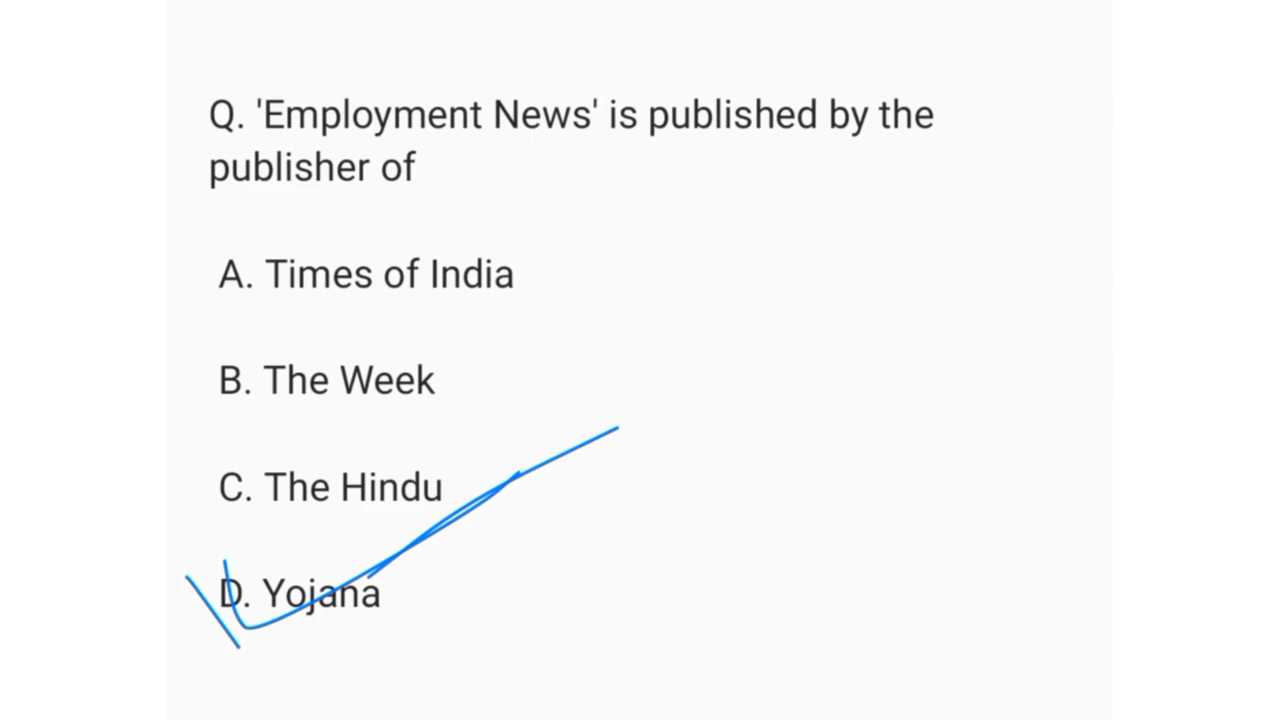 Q. 'Employment News' is published by the
publisher of
A. Times of India
B. The Week
C. The Hindu
D. Yojana